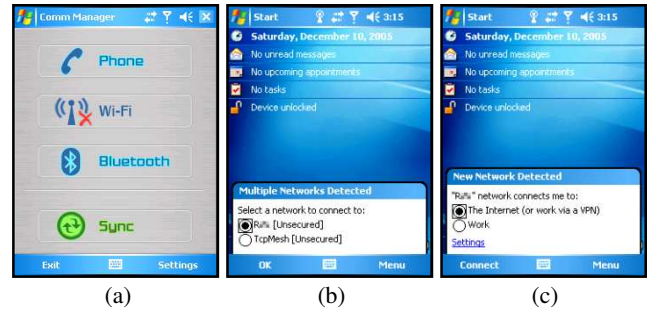 Comm Manager
Phone
Wi-Fi
Bluetooth
Sync
Exit Settings
(a)
Start 3:15
Saturday, December 10, 2005
No unread messages
No upcoming appointments
No tasks
Device unlocked
Multiple Networks Detected
Select a network to connect to:
[Unsecured]
TcpMesh [Unsecured]
OK Menu
(b)
Start 3:15
Saturday, December 10, 2005
No unread messages
No upcoming appointments
No tasks
Device unlocked
New Network Detected
" " network connects me to:
The Internet (or work via a VPN)
Work
Settings
Connect Menu
(c)